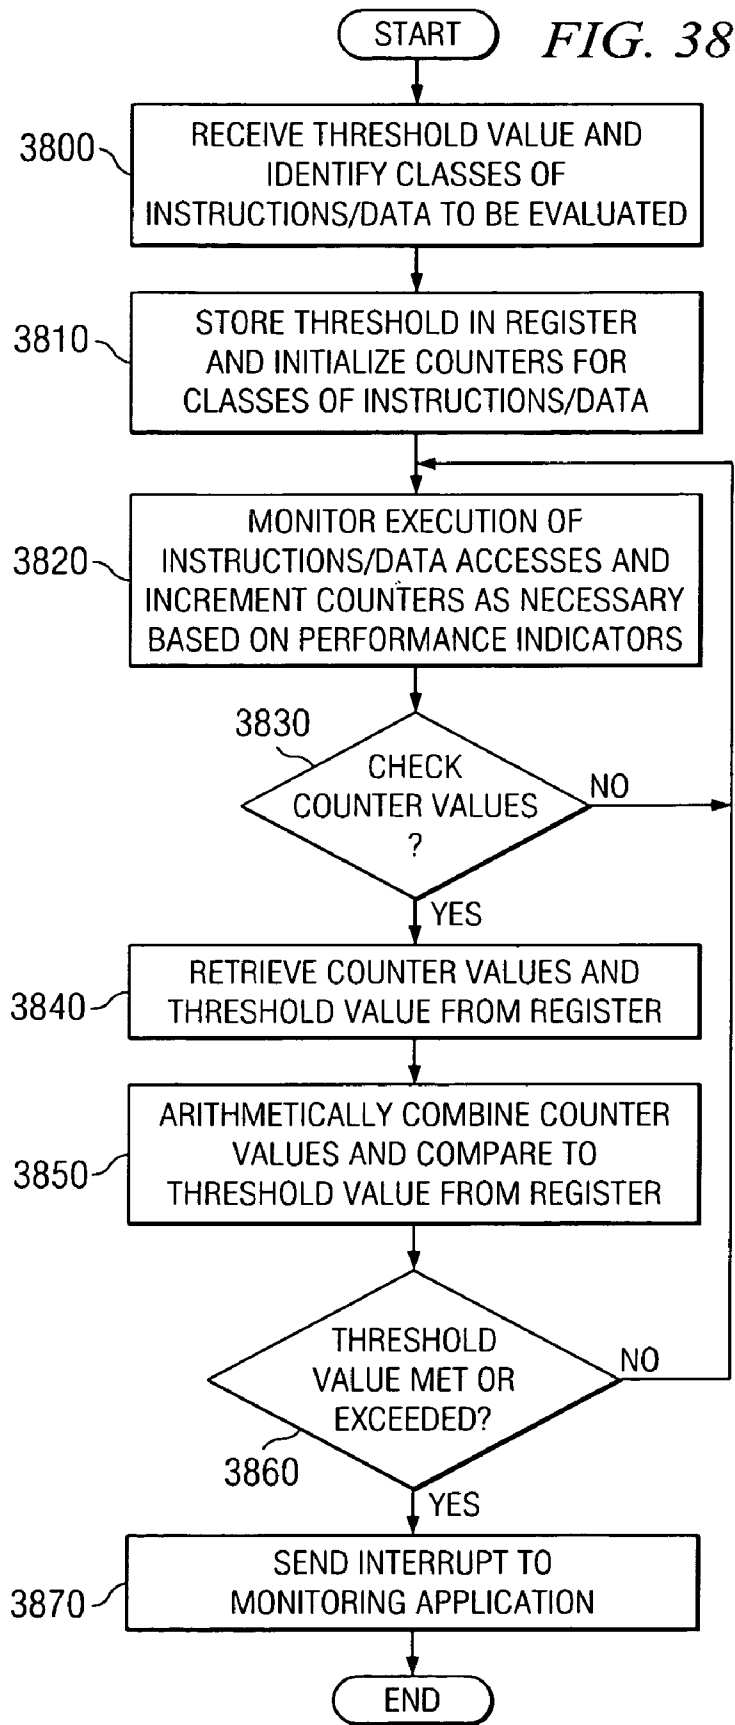 START
FIG. 38
3800
RECEIVE THRESHOLD VALUE AND
IDENTIFY CLASSES OF
INSTRUCTIONS/DATA TO BE EVALUATED
3810
STORE THRESHOLD IN REGISTER
AND INITIALIZE COUNTERS FOR
CLASSES OF INSTRUCTIONS/DATA
3820
MONITOR EXECUTION OF
INSTRUCTIONS/DATA ACCESSES AND
INCREMENT COUNTERS AS NECESSARY
BASED ON PERFORMANCE INDICATORS
3830
CHECK
COUNTER VALUES
?
NO
YES
3840
RETRIEVE COUNTER VALUES AND
THRESHOLD VALUE FROM REGISTER
3850
ARITHMETICALLY COMBINE COUNTER
VALUES AND COMPARE TO
THRESHOLD VALUE FROM REGISTER
THRESHOLD
VALUE MET OR
EXCEEDED?
NO
3860
YES
3870
SEND INTERRUPT TO
MONITORING APPLICATION
END